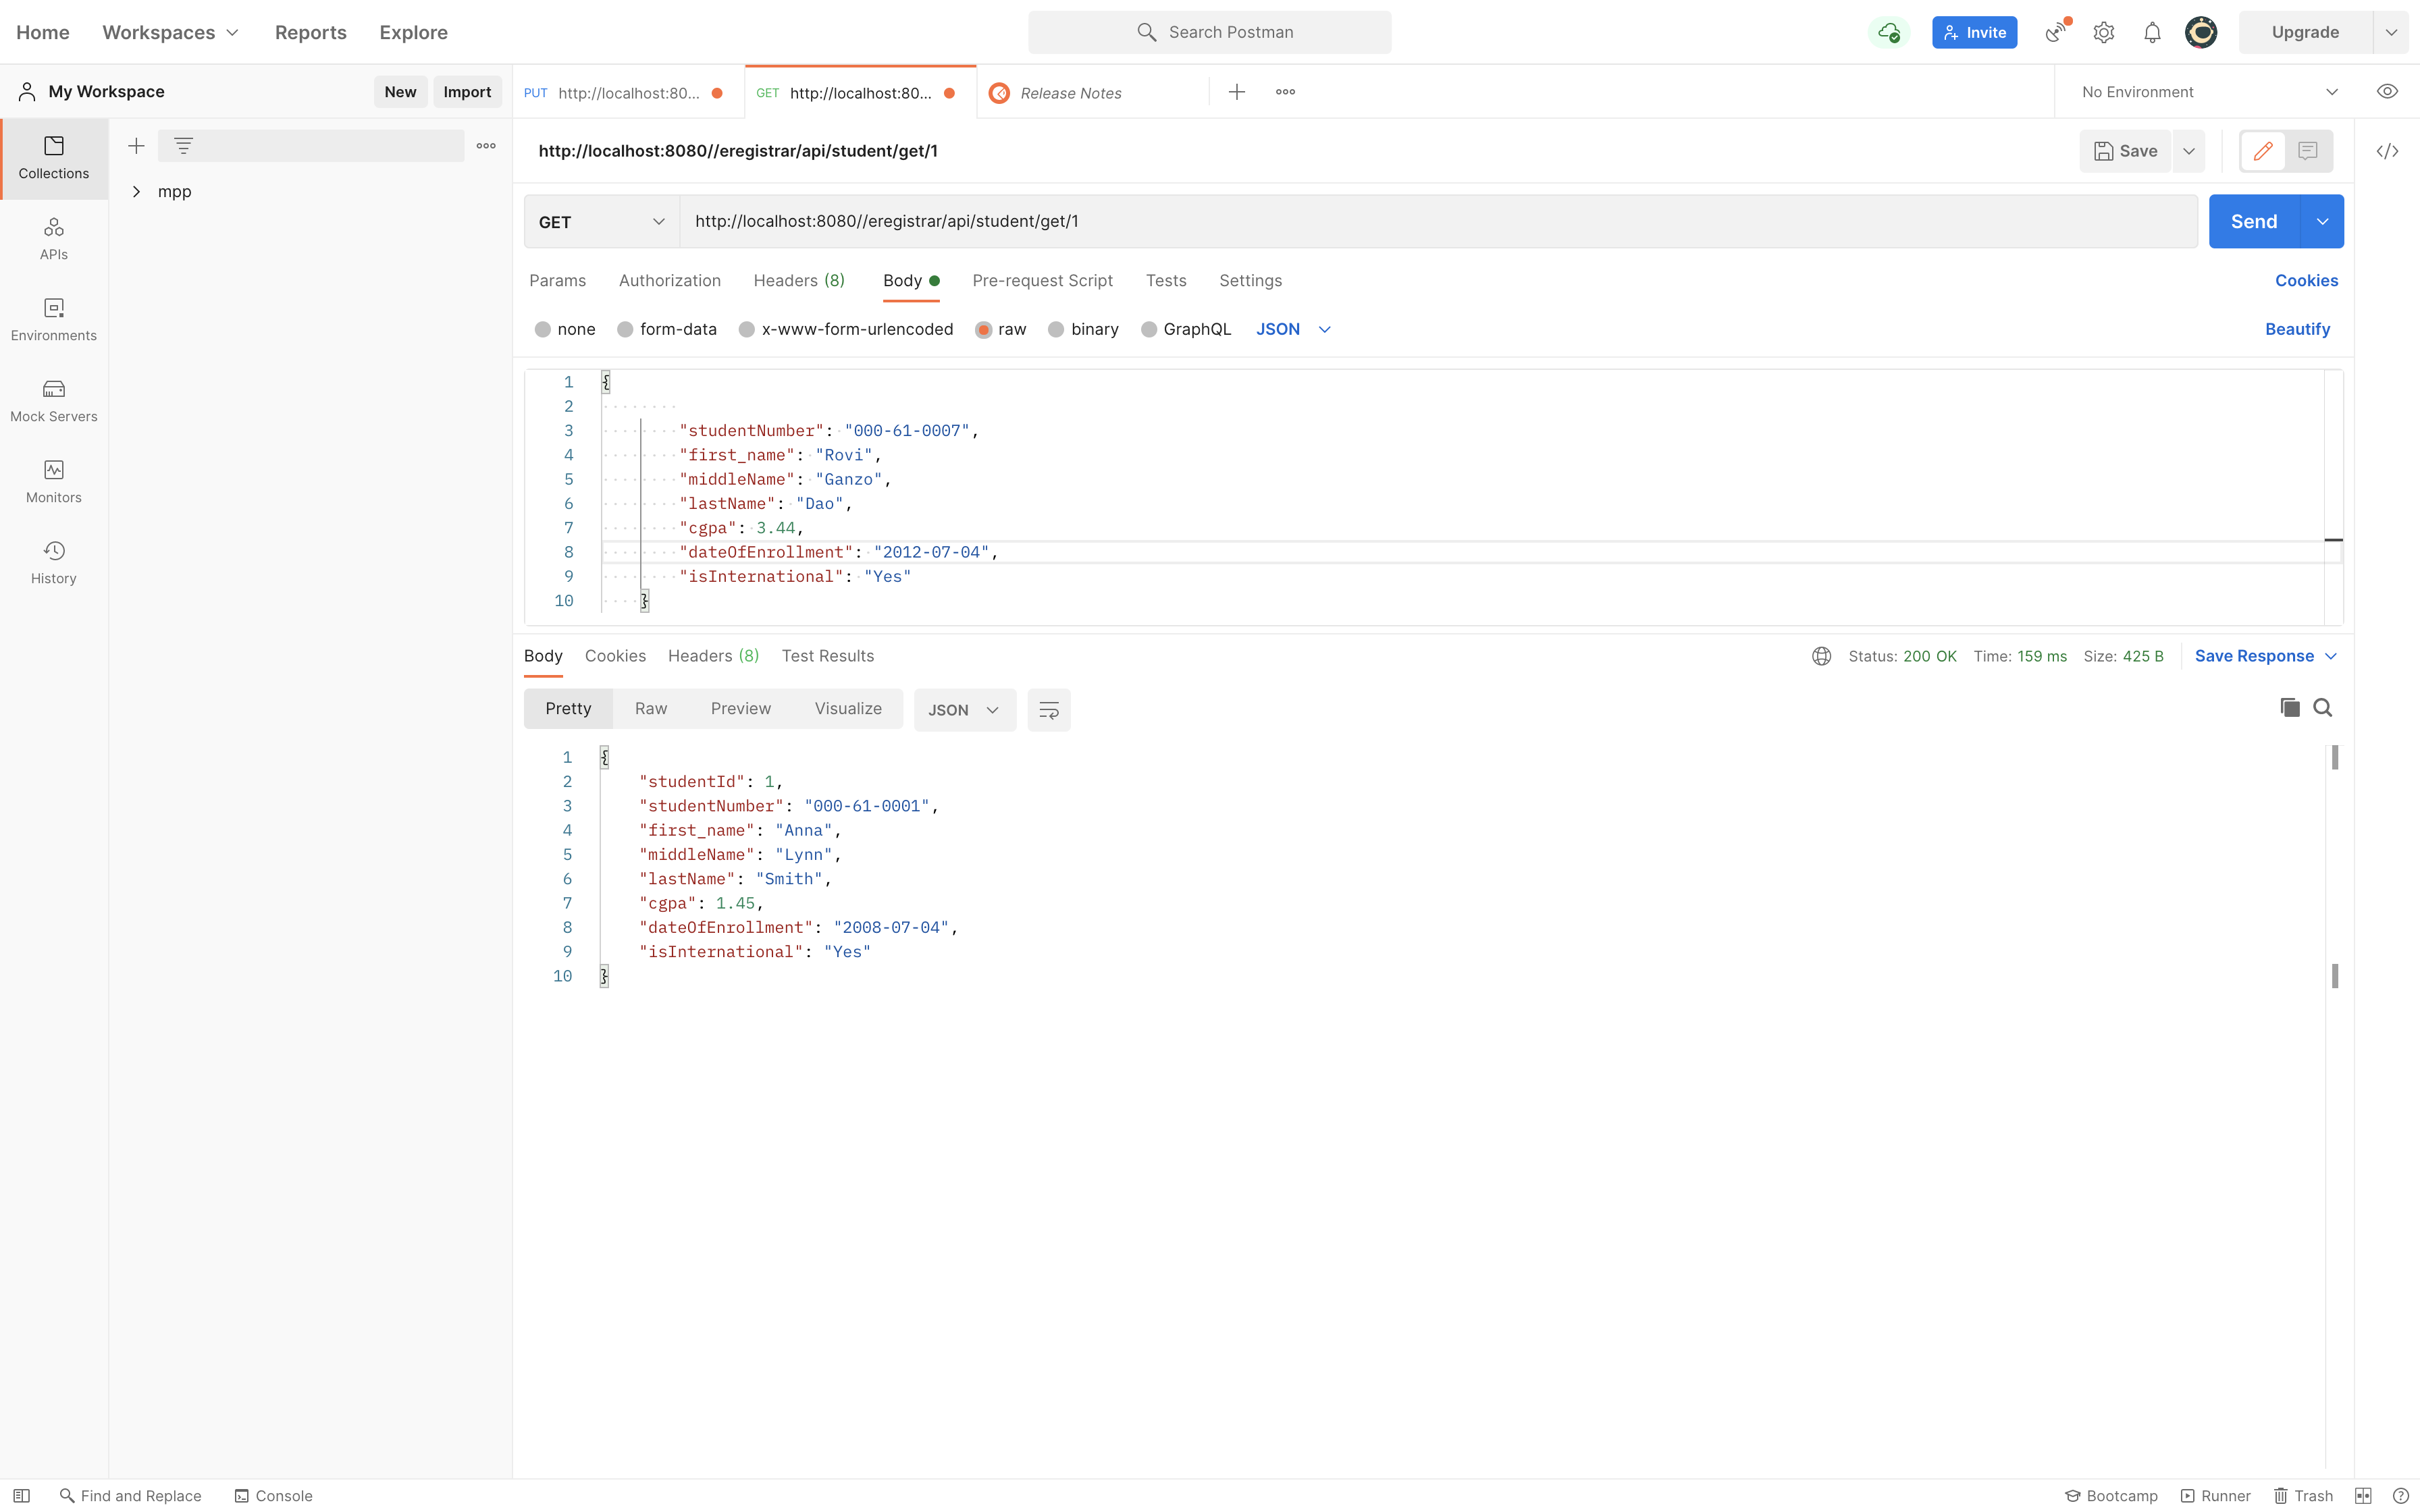 Home Workspaces Reports Explore Search Postman Invite Upgrade
My Workspace New Import PUT http://localhost:80... GET http://localhost:80... Release Notes No Environment
Collections
mpp
APIs
Environments
Mock Servers
Monitors
History
http://localhost:8080//eregistrar/api/student/get/1 Save
GET http://localhost:8080//eregistrar/api/student/get/1 Send
Params Authorization Headers (8) Body Pre-request Script Tests Settings Cookies
none form-data x-www-form-urlencoded raw binary GraphQL JSON Beautify
1 {
2
3 "studentNumber": "000-61-0007",
4 "first_name": "Rovi",
5 "middleName": "Ganzo",
6 "lastName": "Dao",
7 "cgpa": 3.44,
8 "dateOfEnrollment": "2012-07-04",
9 "isInternational": "Yes"
10 }
Body Cookies Headers (8) Test Results Status: 200 OK Time: 159 ms Size: 425 B Save Response
Pretty Raw Preview Visualize JSON
1 {
2 "studentId": 1,
3 "studentNumber": "000-61-0001",
4 "first_name": "Anna",
5 "middleName": "Lynn",
6 "lastName": "Smith",
7 "cgpa": 1.45,
8 "dateOfEnrollment": "2008-07-04",
9 "isInternational": "Yes"
10 }
Find and Replace Console Bootcamp Runner Trash